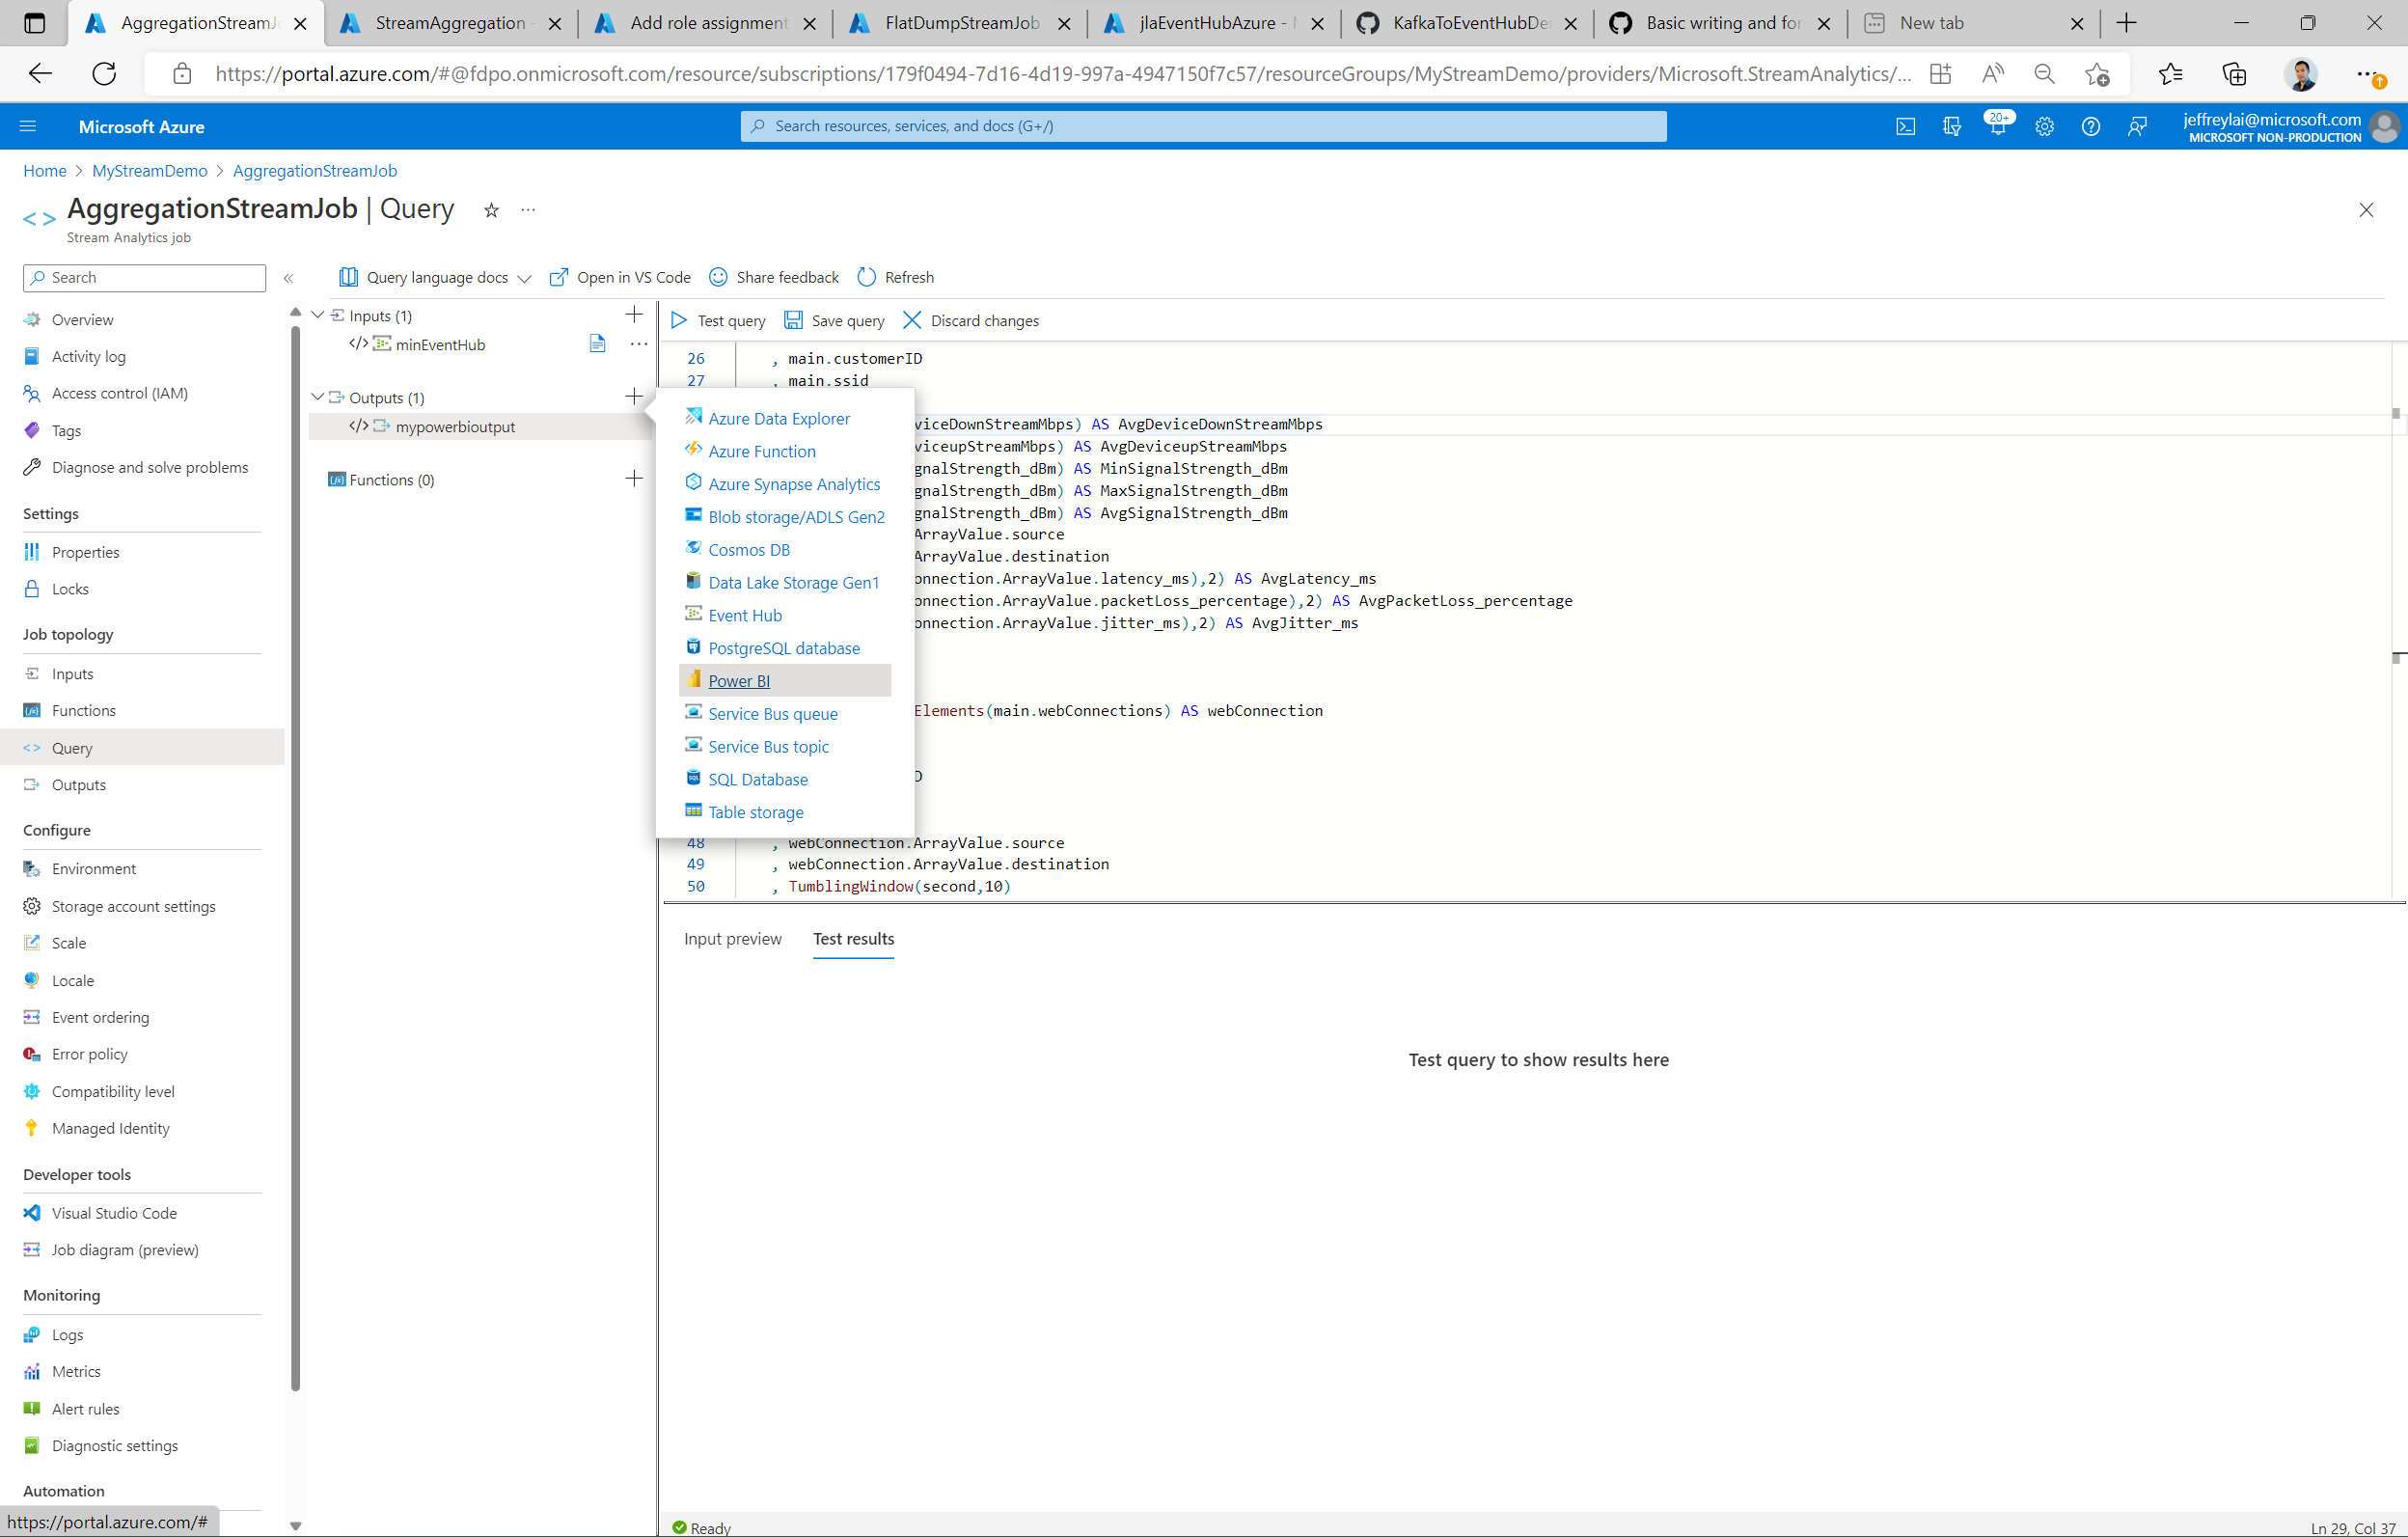 AggregationStreamJ
StreamAggregation -
Add role assignment
FlatDumpStreamJob
jlaEventHubAzure -
KafkaToEventHubDe
Basic writing and for
New tab
https://portal.azure.com/#@fdpo.onmicrosoft.com/resource/subscriptions/179f0494-7d16-4d19-997a-4947150f7c57/resourceGroups/MyStreamDemo/providers/Microsoft.StreamAnalytics/...
Microsoft Azure
Search resources, services, and docs (G+/)
20+
jeffreylai@microsoft.com
MICROSOFT NON-PRODUCTION
Home > MyStreamDemo > AggregationStreamJob
AggregationStreamJob | Query
Stream Analytics job
Search
Query language docs
Open in VS Code
Share feedback
Refresh
Overview
Activity log
Access control (IAM)
Tags
Diagnose and solve problems
Settings
Properties
Locks
Job topology
Inputs
Functions
Query
Outputs
Configure
Environment
Storage account settings
Scale
Locale
Event ordering
Error policy
Compatibility level
Managed Identity
Developer tools
Visual Studio Code
Job diagram (preview)
Monitoring
Logs
Metrics
Alert rules
Diagnostic settings
Automation
https://portal.azure.com/#
Inputs (1)
minEventHub
Outputs (1)
mypowerbioutput
Functions (0)
Azure Data Explorer
Azure Function
Azure Synapse Analytics
Blob storage/ADLS Gen2
Cosmos DB
Data Lake Storage Gen1
Event Hub
PostgreSQL database
Power BI
Service Bus queue
Service Bus topic
SQL Database
Table storage
Test query
Save query
Discard changes
26 , main.customerID
27 , main.ssid
viceDownStreamMbps) AS AvgDeviceDownStreamMbps
viceupStreamMbps) AS AvgDeviceupStreamMbps
gnalStrength_dBm) AS MinSignalStrength_dBm
gnalStrength_dBm) AS MaxSignalStrength_dBm
gnalStrength_dBm) AS AvgSignalStrength_dBm
ArrayValue.source
ArrayValue.destination
onnection.ArrayValue.latency_ms),2) AS AvgLatency_ms
onnection.ArrayValue.packetLoss_percentage),2) AS AvgPacketLoss_percentage
onnection.ArrayValue.jitter_ms),2) AS AvgJitter_ms
Elements(main.webConnections) AS webConnection
D
48 , webConnection.ArrayValue.source
49 , webConnection.ArrayValue.destination
50 , TumblingWindow(second,10)
Input preview
Test results
Test query to show results here
Ready
Ln 29, Col 37